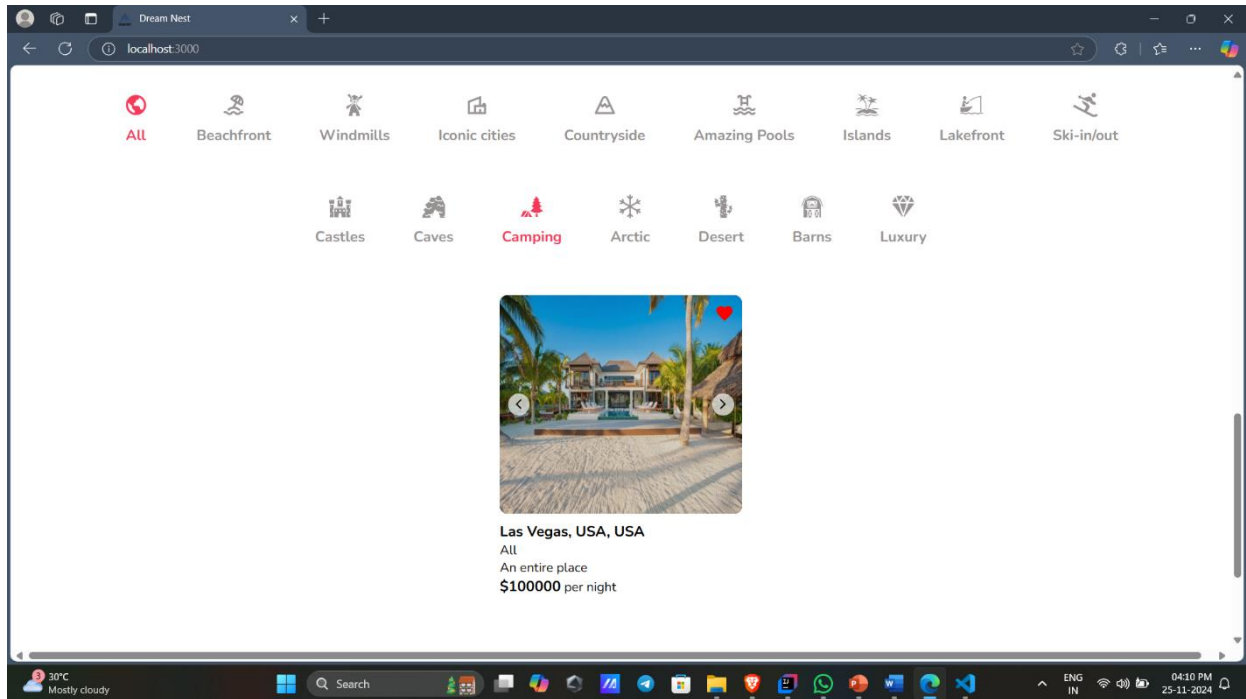 Dream Nest
localhost:3000
All Beachfront Windmills Iconic cities Countryside Amazing Pools Islands Lakefront Ski-in/out
Castles Caves Camping Arctic Desert Barns Luxury
Las Vegas, USA, USA
All
An entire place
$100000 per night
3
30°C
Mostly cloudy
Search
ENG
IN
04:10 PM
25-11-2024